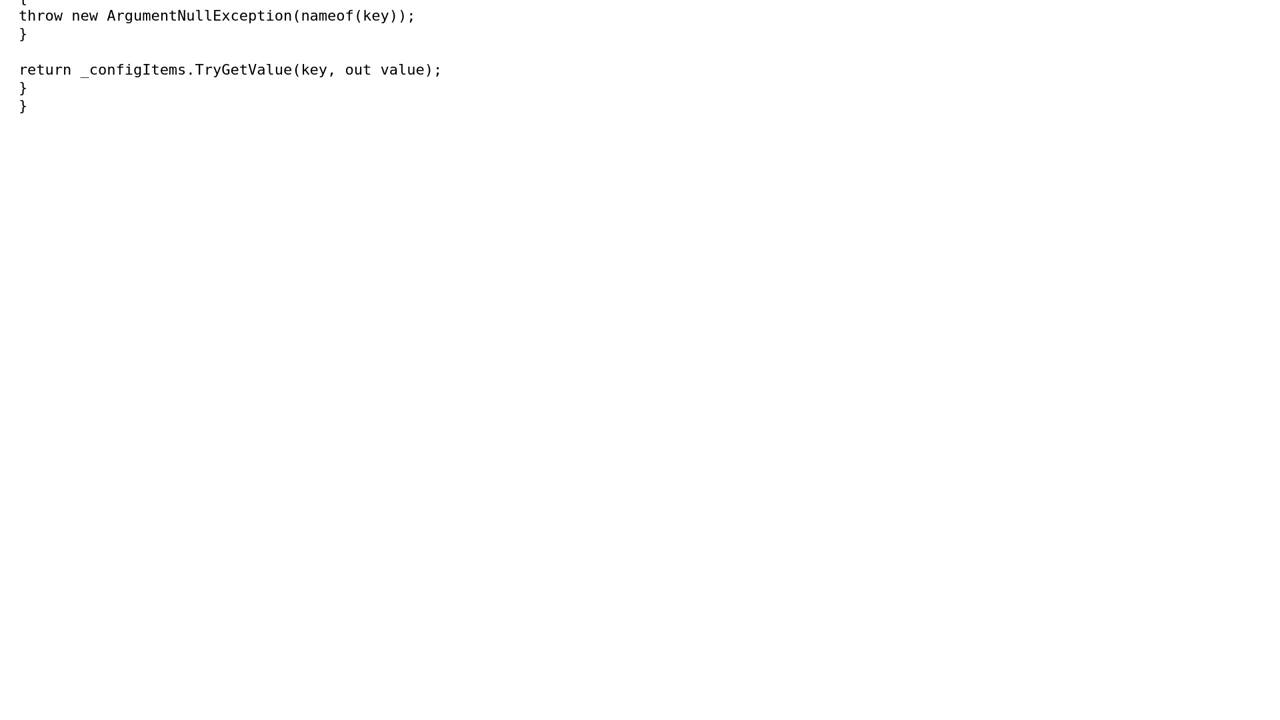 {
throw new ArgumentNullException(nameof(key));
}

return _configItems.TryGetValue(key, out value);
}
}